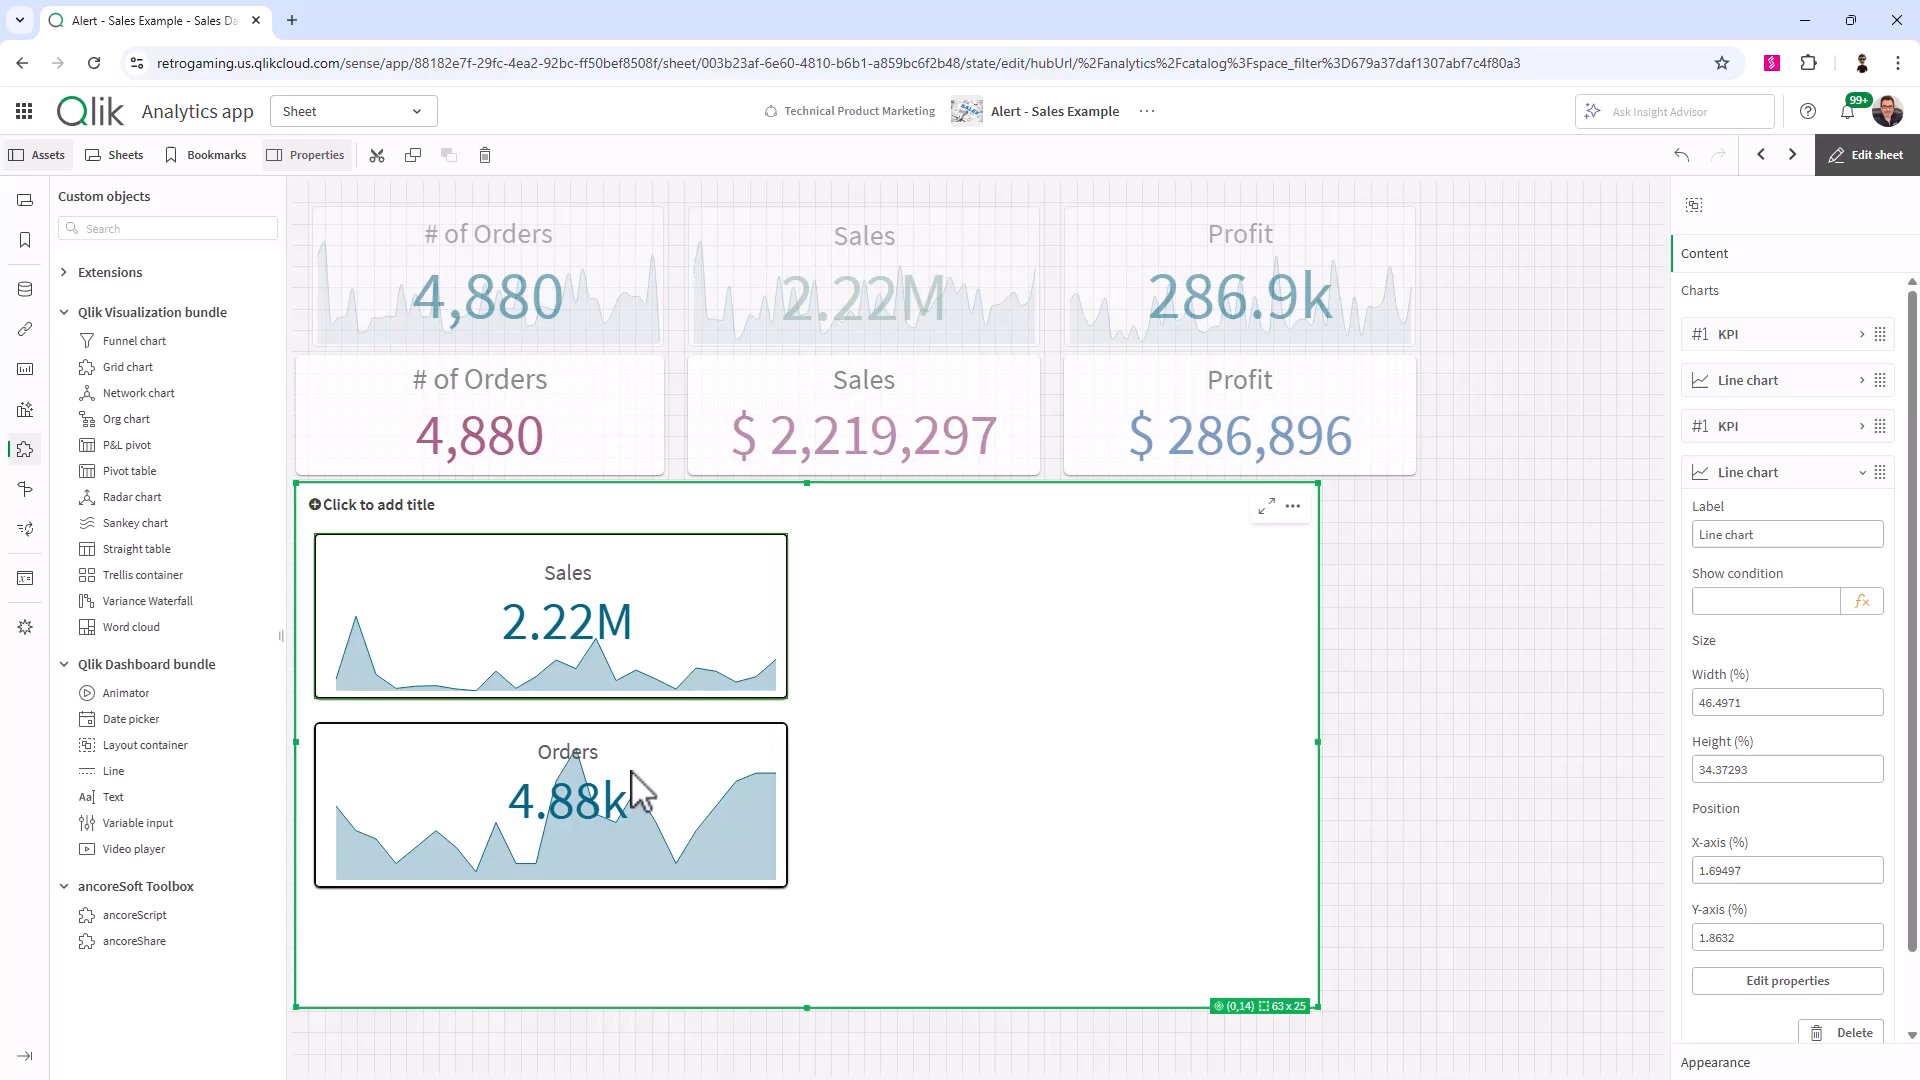 Alert - Sales Example - Sales Da
retrogaming.us.qlikcloud.com/sense/app/88182e7f-29fc-4ea2-92bc-ff50bef8508f/sheet/003b23af-6e60-4810-b6b1-a859bc6f2b48/state/edit/hubUrl/%2Fanalytics%2Fcatalog%3Fspace_filter%3D679a37daf1307abf7c4f80a3
Qlik Analytics app
Sheet
Technical Product Marketing
Alert - Sales Example
Ask Insight Advisor
99+
Assets
Sheets
Bookmarks
Properties
Edit sheet
Custom objects
Search
Extensions
Qlik Visualization bundle
Funnel chart
Grid chart
Network chart
Org chart
P&L pivot
Pivot table
Radar chart
Sankey chart
Straight table
Trellis container
Variance Waterfall
Word cloud
Qlik Dashboard bundle
Animator
Date picker
Layout container
Line
Text
Variable input
Video player
ancoreSoft Toolbox
ancoreScript
ancoreShare
# of Orders
4,880
Sales
2.22M
Profit
286.9k
# of Orders
4,880
Sales
$ 2,219,297
Profit
$ 286,896
Click to add title
Sales
2.22M
Orders
4.88k
(0,14) 63 x 25
Content
Charts
#1 KPI
Line chart
#1 KPI
Line chart
Label
Line chart
Show condition
fx
Size
Width (%)
46.4971
Height (%)
34.37293
Position
X-axis (%)
1.69497
Y-axis (%)
1.8632
Edit properties
Delete
Appearance